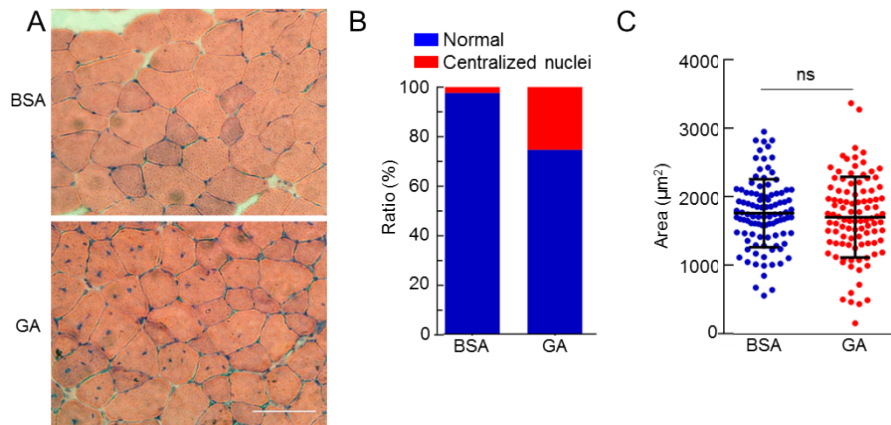 A
BSA
GA
B
Normal
Centralized nuclei
100
80
60
40
20
0
Ratio (%)
BSA GA
C
ns
4000
3000
2000
1000
0
Area (µm²)
BSA GA